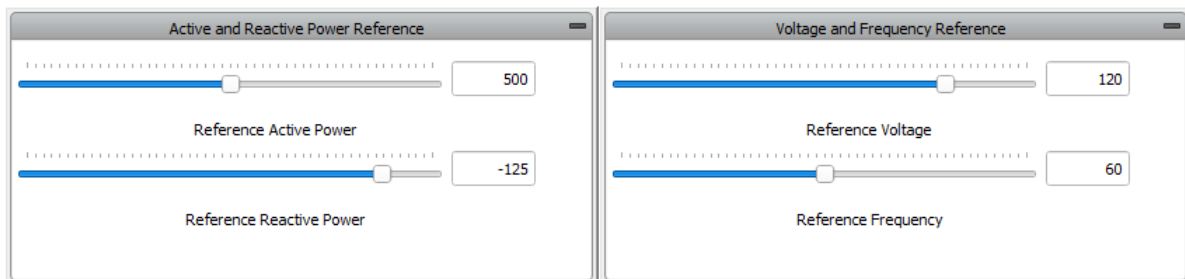 Active and Reactive Power Reference
500
Reference Active Power
-125
Reference Reactive Power
Voltage and Frequency Reference
120
Reference Voltage
60
Reference Frequency